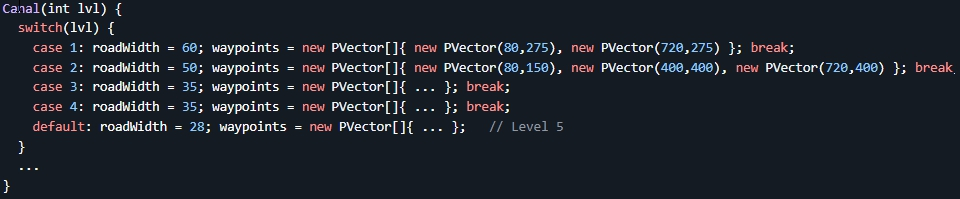 Canal(int lvl) {
  switch(lvl) {
    case 1: roadWidth = 60; waypoints = new PVector[]{ new PVector(80,275), new PVector(720,275) }; break;
    case 2: roadWidth = 50; waypoints = new PVector[]{ new PVector(80,150), new PVector(400,400), new PVector(720,400) }; break
    case 3: roadWidth = 35; waypoints = new PVector[]{ ... }; break;
    case 4: roadWidth = 35; waypoints = new PVector[]{ ... }; break;
    default: roadWidth = 28; waypoints = new PVector[]{ ... };   // Level 5
  }
  ...
}